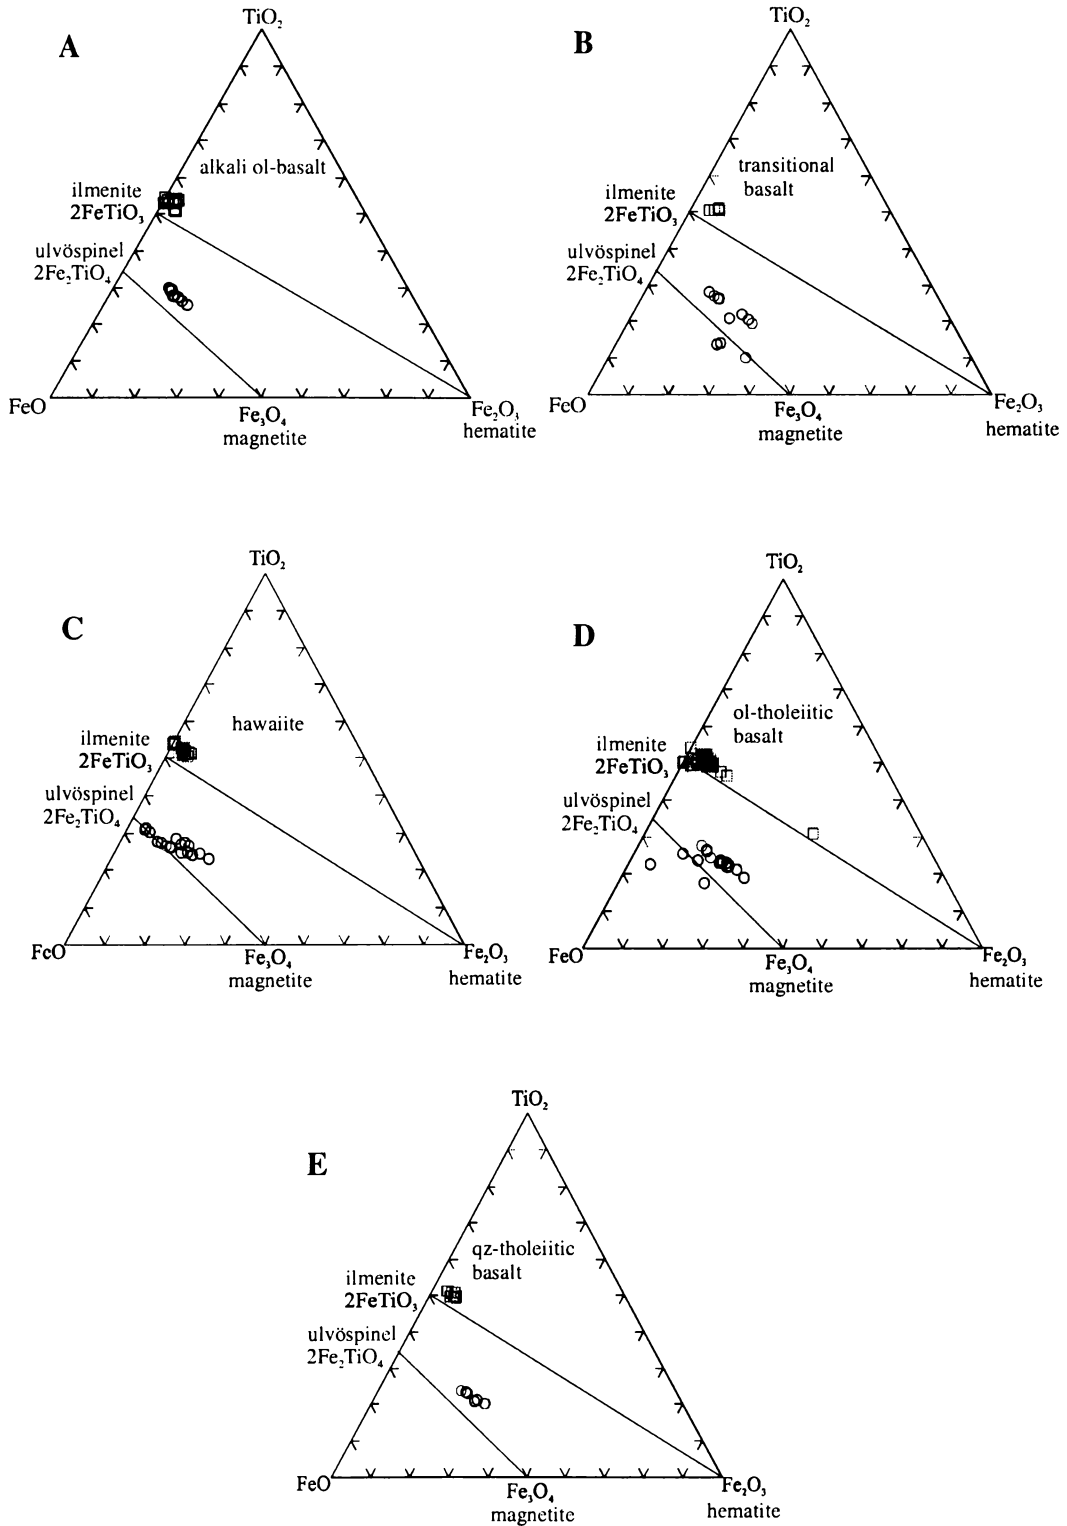 A
TiO₂
alkali ol-basalt
ilmenite
2FeTiO₃
ulvöspinel
2Fe₂TiO₄
FeO
Fe₃O₄
magnetite
Fe₂O₃
hematite
B
TiO₂
transitional
basalt
ilmenite
2FeTiO₃
ulvöspinel
2Fe₂TiO₄
FeO
Fe₃O₄
magnetite
Fe₂O₃
hematite
C
TiO₂
hawaiite
ilmenite
2FeTiO₃
ulvöspinel
2Fe₂TiO₄
FeO
Fe₃O₄
magnetite
Fe₂O₃
hematite
D
TiO₂
ol-tholeiitic
basalt
ilmenite
2FeTiO₃
ulvöspinel
2Fe₂TiO₄
FeO
Fe₃O₄
magnetite
Fe₂O₃
hematite
E
TiO₂
qz-tholeiitic
basalt
ilmenite
2FeTiO₃
ulvöspinel
2Fe₂TiO₄
FeO
Fe₃O₄
magnetite
Fe₂O₃
hematite